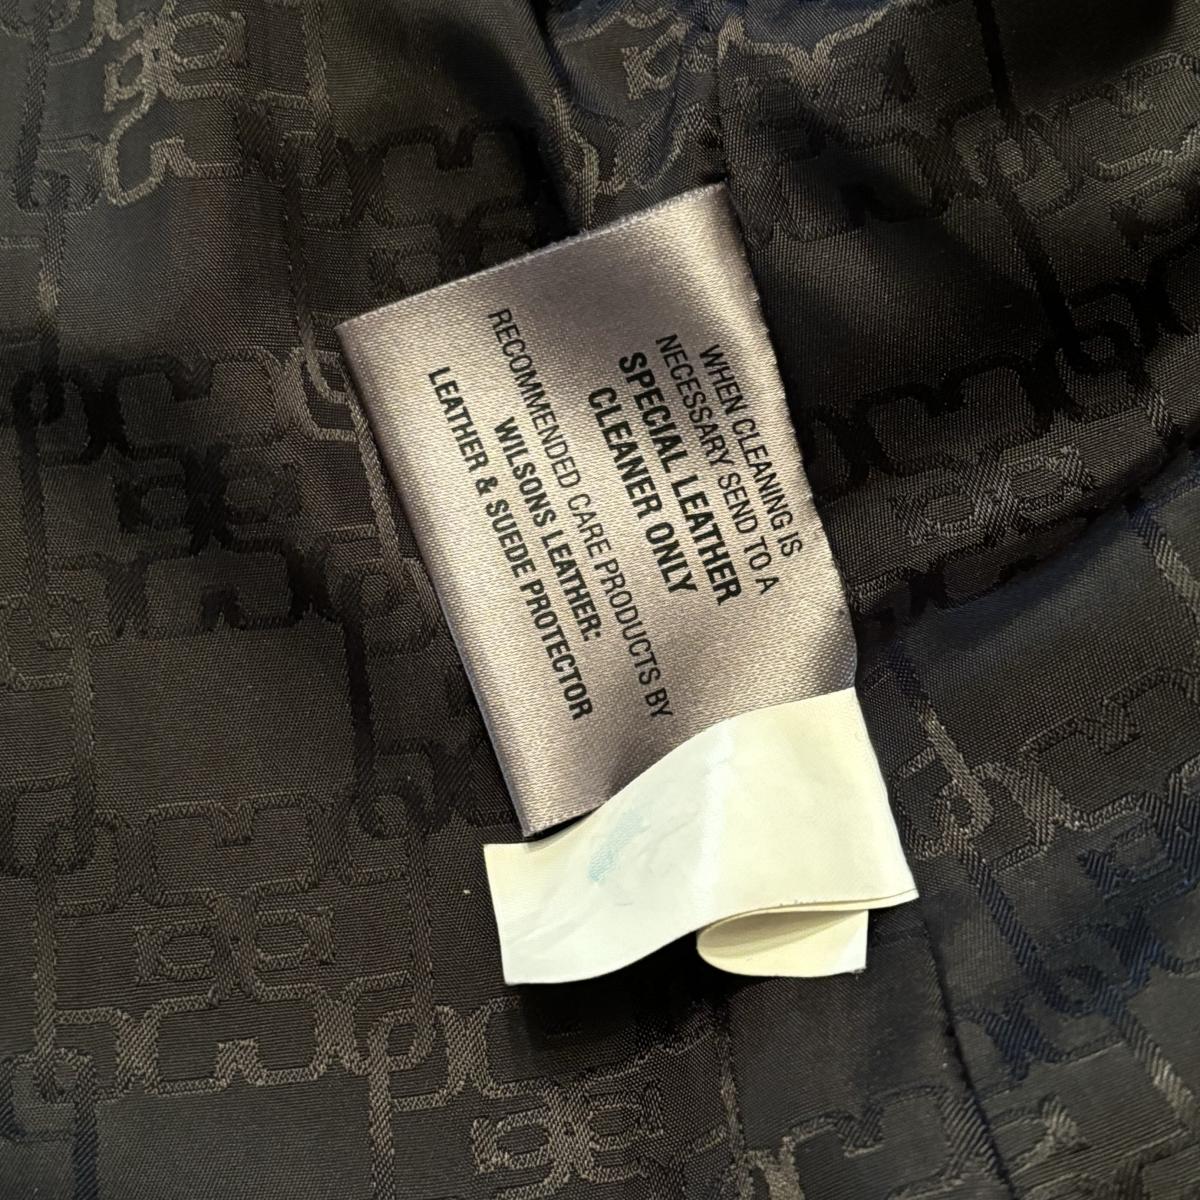 WHEN CLEANING IS
NECESSARY SEND TO A
SPECIAL LEATHER
CLEANER ONLY
RECOMMENDED CARE PRODUCTS BY
WILSONS LEATHER:
LEATHER & SUEDE PROTECTOR